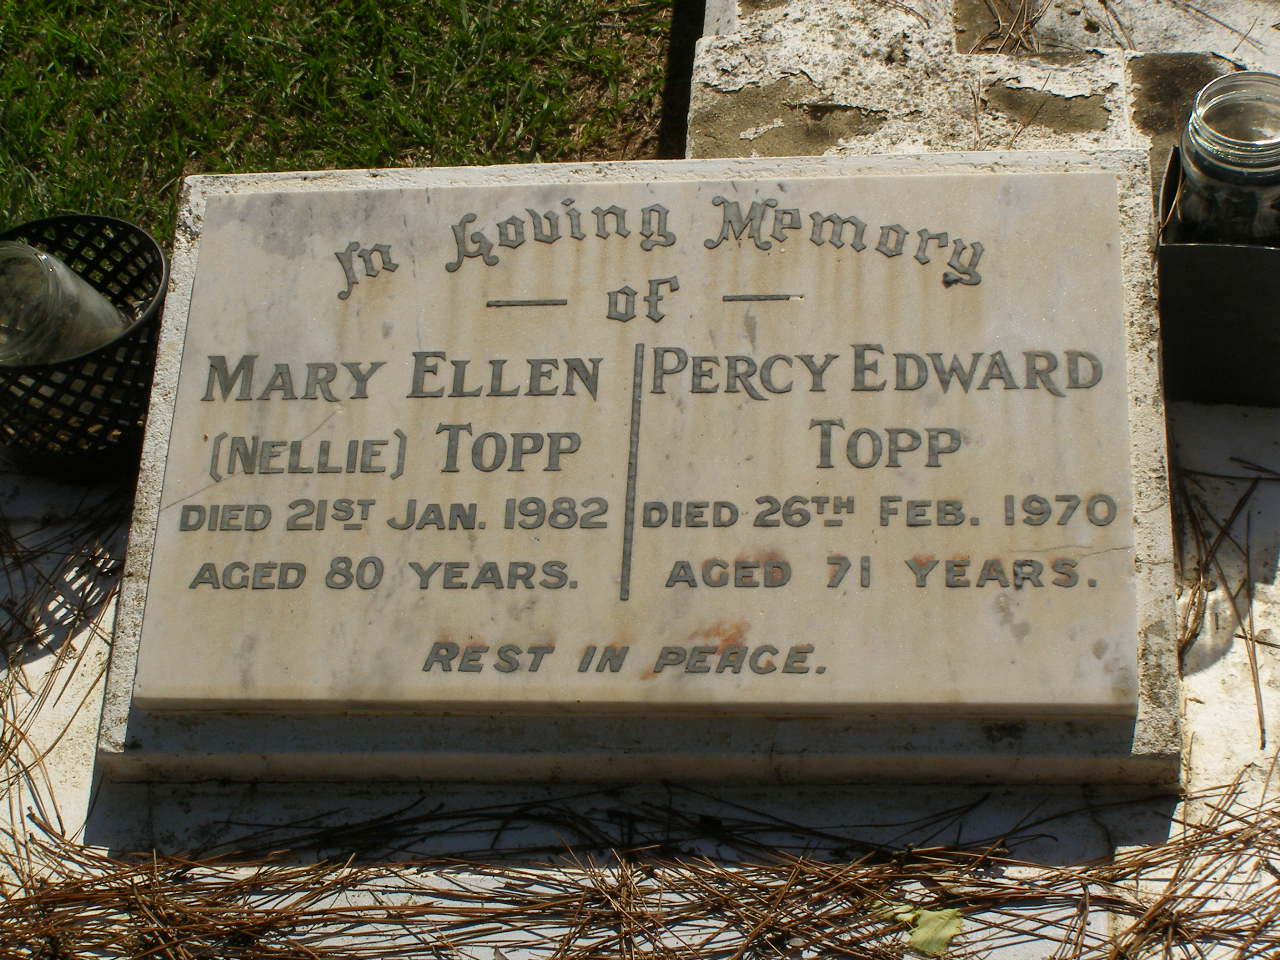 In Loving Memory
of
MARY ELLEN
(NELLIE) TOPP
DIED 21ST JAN. 1982
AGED 80 YEARS.
PERCY EDWARD
TOPP
DIED 26TH FEB. 1970
AGED 71 YEARS.
REST IN PEACE.